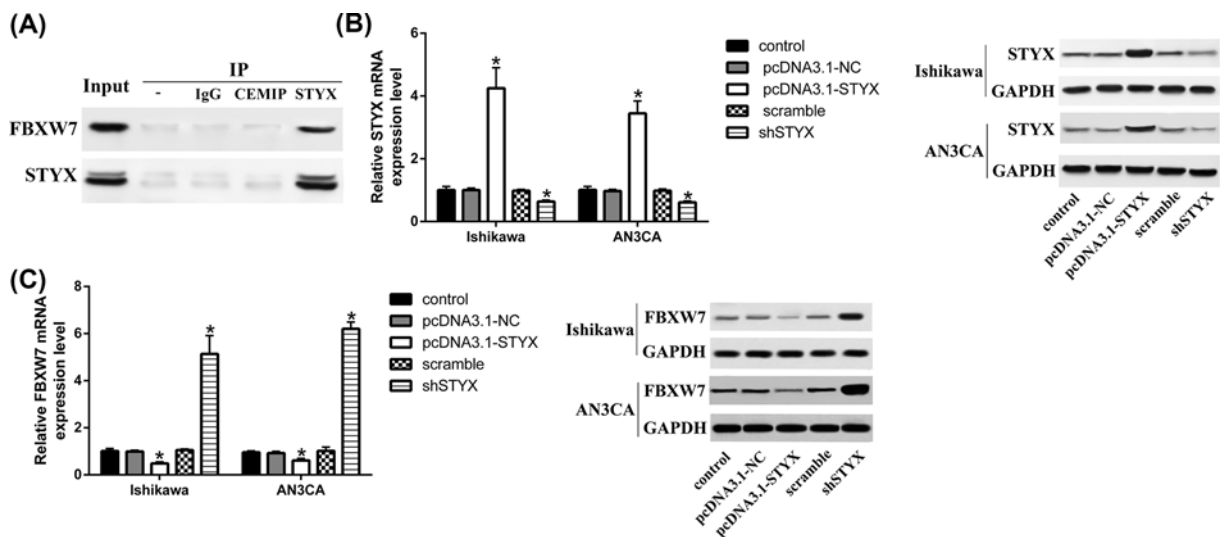 (A)
Input
IP
- IgG CEMIP STYX
FBXW7
STYX
(B)
Relative STYX mRNA
expression level
6
4
2
0
Ishikawa AN3CA
control
pcDNA3.1-NC
pcDNA3.1-STYX
scramble
shSTYX
* * * *
Ishikawa
STYX
GAPDH
AN3CA
STYX
GAPDH
control
pcDNA3.1-NC
pcDNA3.1-STYX
scramble
shSTYX
(C)
Relative FBXW7 mRNA
expression level
8
6
4
2
0
Ishikawa AN3CA
* * * *
control
pcDNA3.1-NC
pcDNA3.1-STYX
scramble
shSTYX
Ishikawa
FBXW7
GAPDH
AN3CA
FBXW7
GAPDH
control
pcDNA3.1-NC
pcDNA3.1-STYX
scramble
shSTYX